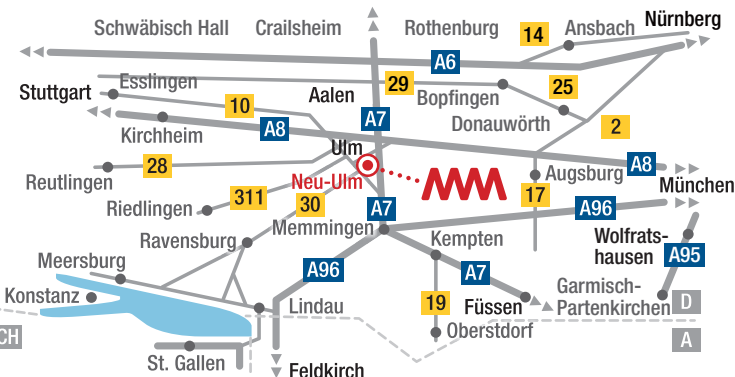 Schwäbisch Hall
Crailsheim
Rothenburg
14
Ansbach
Nürnberg
A6
Stuttgart
Esslingen
29
Bopfingen
25
10
Aalen
A7
Donauwörth
2
Kirchheim
A8
Ulm
28
Neu-Ulm
A8
Reutlingen
Augsburg
München
311
30
17
Riedlingen
A7
A96
Memmingen
Ravensburg
Kempten
Wolfrats-
hausen
A95
Meersburg
A96
A7
Konstanz
Lindau
19
Füssen
Garmisch-
Partenkirchen
D
CH
Oberstdorf
A
St. Gallen
Feldkirch